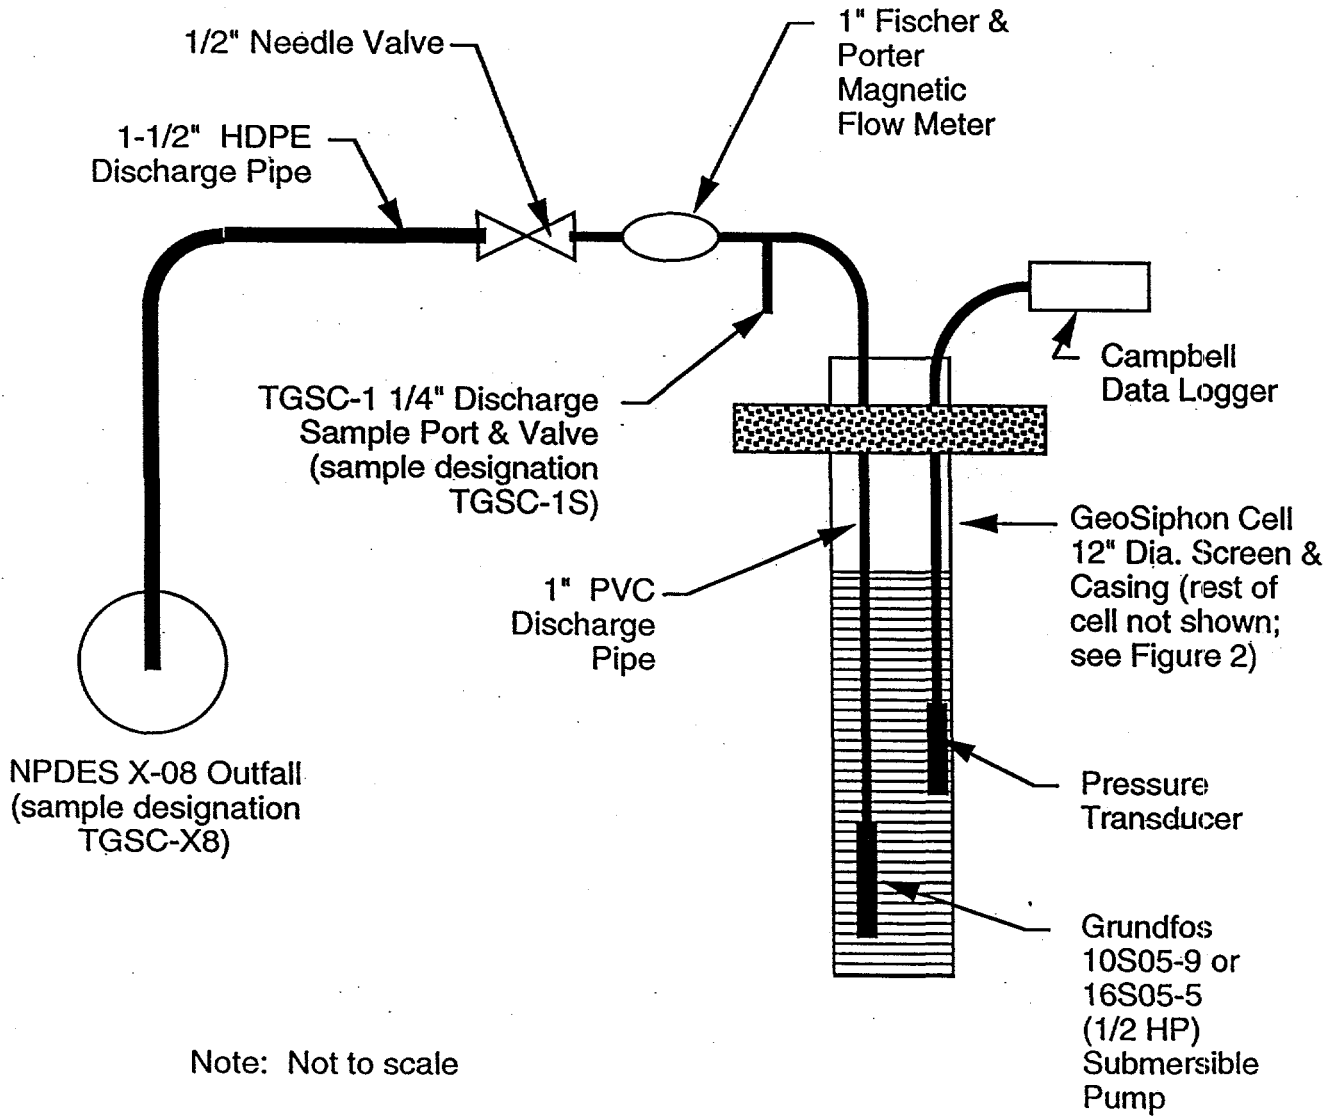 1/2" Needle Valve
1" Fischer &
Porter
Magnetic
Flow Meter
1-1/2" HDPE
Discharge Pipe
TGSC-1 1/4" Discharge
Sample Port & Valve
(sample designation
TGSC-1S)
Campbell
Data Logger
GeoSiphon Cell
12" Dia. Screen &
Casing (rest of
cell not shown;
see Figure 2)
1" PVC
Discharge
Pipe
NPDES X-08 Outfall
(sample designation
TGSC-X8)
Pressure
Transducer
Grundfos
10S05-9 or
16S05-5
(1/2 HP)
Submersible
Pump
Note: Not to scale